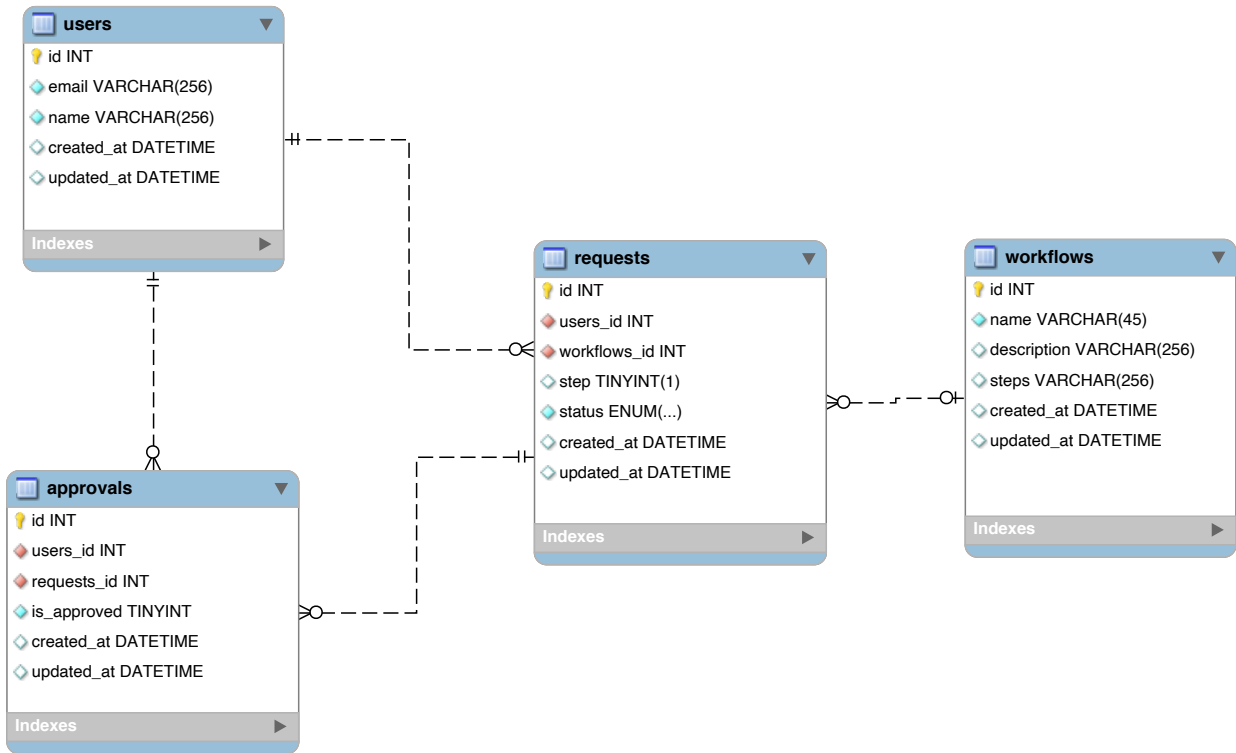 users
id INT
email VARCHAR(256)
name VARCHAR(256)
created_at DATETIME
updated_at DATETIME
Indexes
requests
id INT
users_id INT
workflows_id INT
step TINYINT(1)
status ENUM(...)
created_at DATETIME
updated_at DATETIME
Indexes
workflows
id INT
name VARCHAR(45)
description VARCHAR(256)
steps VARCHAR(256)
created_at DATETIME
updated_at DATETIME
Indexes
approvals
id INT
users_id INT
requests_id INT
is_approved TINYINT
created_at DATETIME
updated_at DATETIME
Indexes